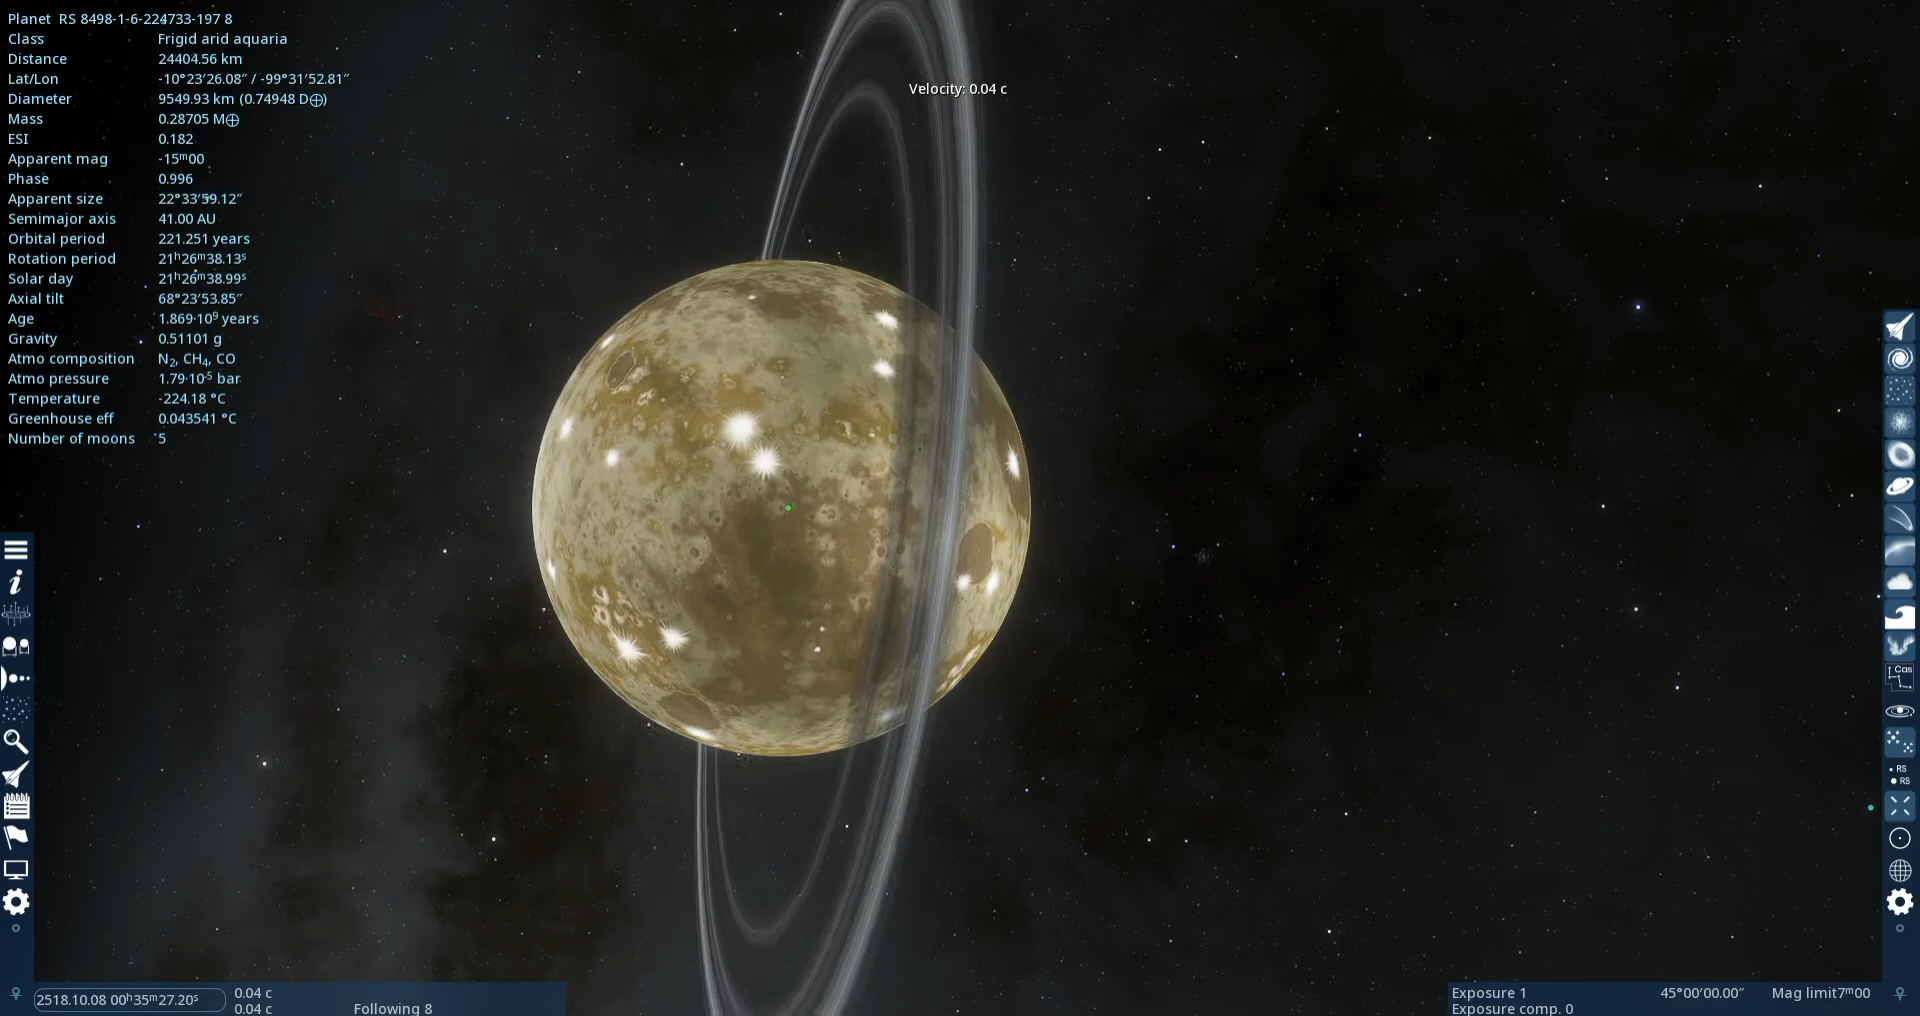 Planet RS 8498-1-6-224733-197 8
Class Frigid arid aquaria
Distance 24404.56 km
Lat/Lon -10°23′26.08″ / -99°31′52.81″
Diameter 9549.93 km (0.74948 D⊕)
Mass 0.28705 M⊕
ESI 0.182
Apparent mag -15ᵐ00
Phase 0.996
Apparent size 22°33′59.12″
Semimajor axis 41.00 AU
Orbital period 221.251 years
Rotation period 21ʰ26ᵐ38.13ˢ
Solar day 21ʰ26ᵐ38.99ˢ
Axial tilt 68°23′53.85″
Age 1.869·10⁹ years
Gravity 0.51101 g
Atmo composition N₂, CH₄, CO
Atmo pressure 1.79·10⁻⁵ bar
Temperature -224.18 °C
Greenhouse eff 0.043541 °C
Number of moons 5
Velocity: 0.04 c
Cas
RS
RS
2518.10.08 00ʰ35ᵐ27.20ˢ
0.04 c
0.04 c
Following 8
Exposure 1
45°00′00.00″
Mag limit7ᵐ00
Exposure comp. 0